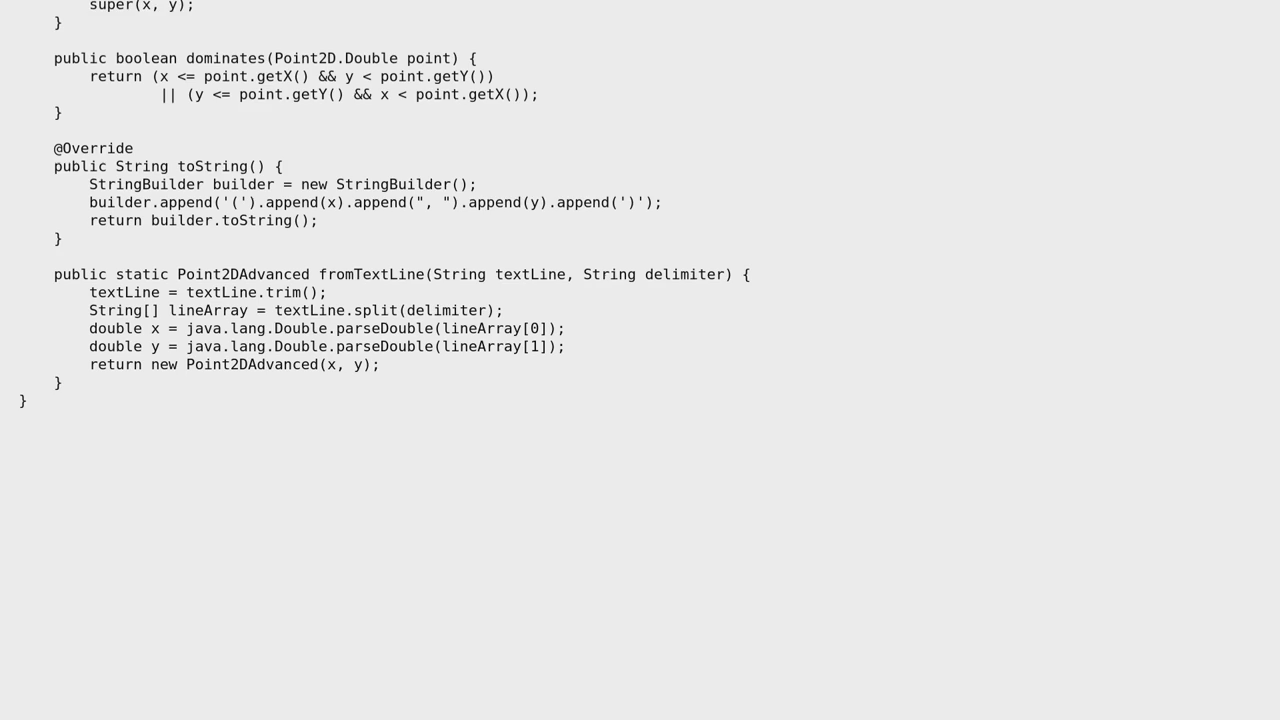 super(x, y);
    }

    public boolean dominates(Point2D.Double point) {
        return (x <= point.getX() && y < point.getY())
                || (y <= point.getY() && x < point.getX());
    }

    @Override
    public String toString() {
        StringBuilder builder = new StringBuilder();
        builder.append('(').append(x).append(", ").append(y).append(')');
        return builder.toString();
    }

    public static Point2DAdvanced fromTextLine(String textLine, String delimiter) {
        textLine = textLine.trim();
        String[] lineArray = textLine.split(delimiter);
        double x = java.lang.Double.parseDouble(lineArray[0]);
        double y = java.lang.Double.parseDouble(lineArray[1]);
        return new Point2DAdvanced(x, y);
    }
}